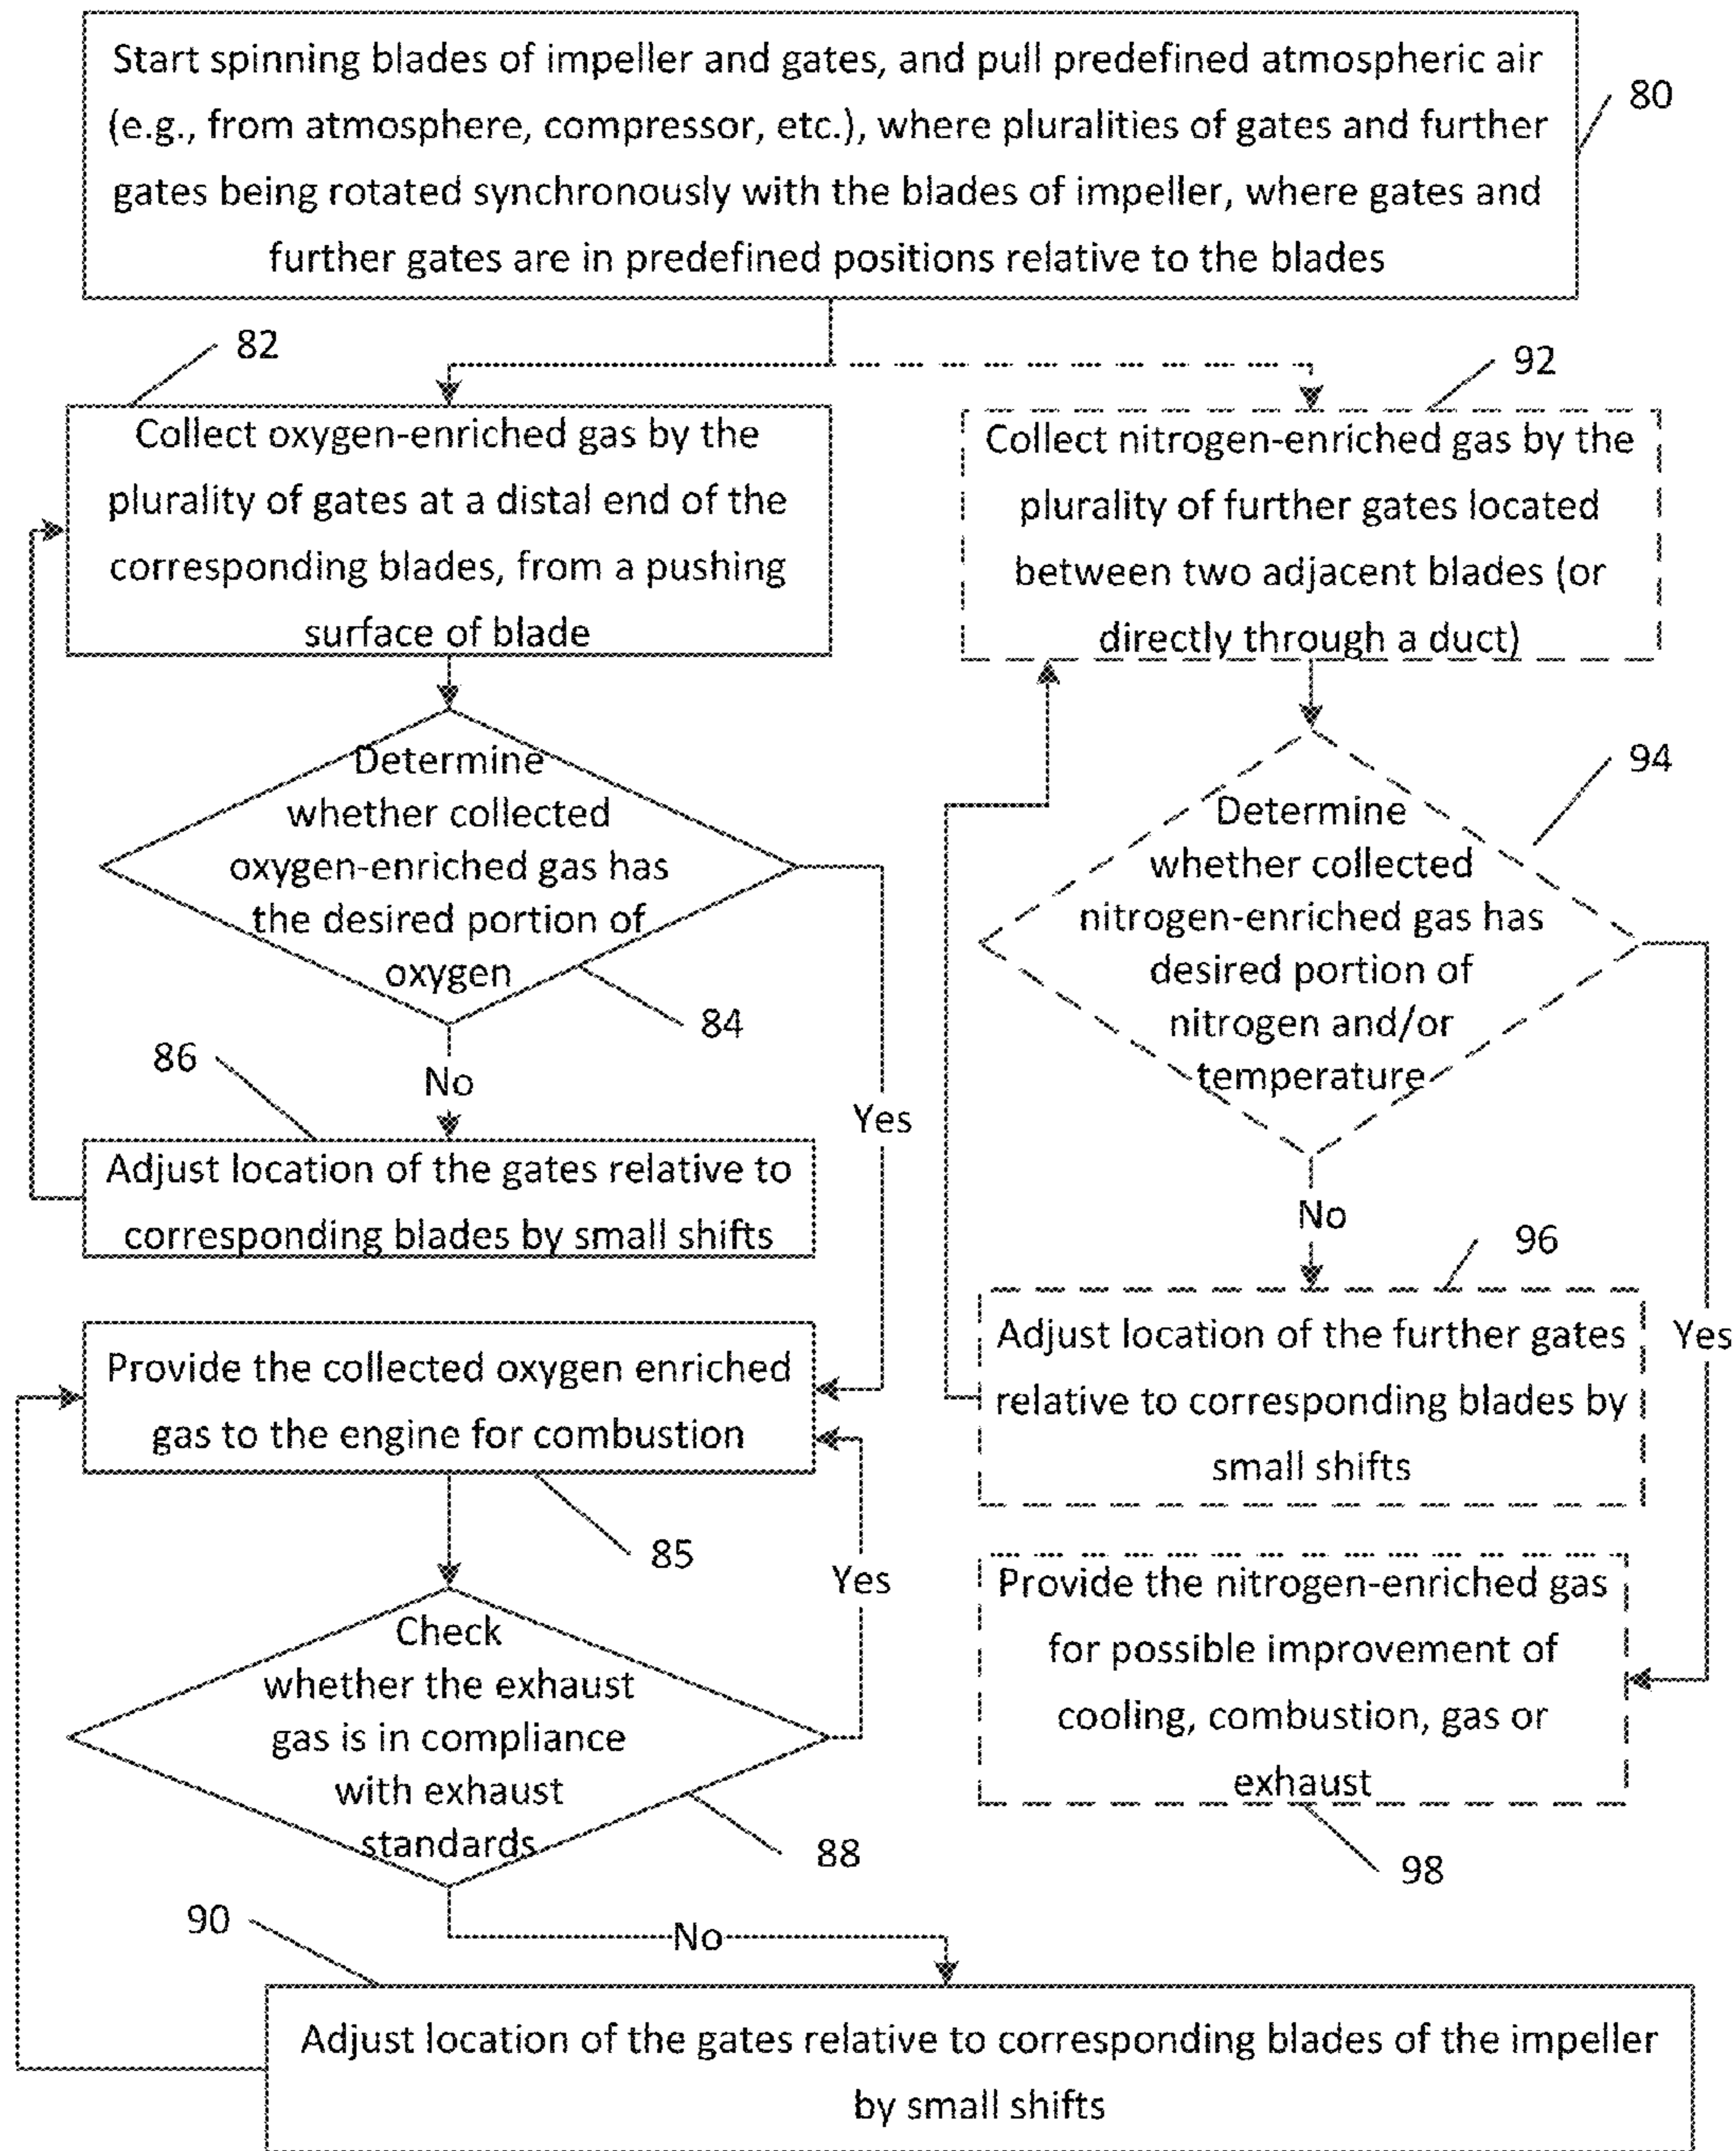 Start spinning blades of impeller and gates, and pull predefined atmospheric air
(e.g., from atmosphere, compressor, etc.), where pluralities of gates and further
gates being rotated synchronously with the blades of impeller, where gates and
further gates are in predefined positions relative to the blades
80
82
Collect oxygen-enriched gas by the
plurality of gates at a distal end of the
corresponding blades, from a pushing
surface of blade
92
Collect nitrogen-enriched gas by the
plurality of further gates located
between two adjacent blades (or
directly through a duct)
Determine
whether collected
oxygen-enriched gas has
the desired portion of
oxygen
84
No
Yes
86
Adjust location of the gates relative to
corresponding blades by small shifts
Determine
whether collected
nitrogen-enriched gas has
desired portion of
nitrogen and/or
temperature
94
No
Yes
96
Adjust location of the further gates
relative to corresponding blades by
small shifts
Provide the collected oxygen enriched
gas to the engine for combustion
85
Yes
Provide the nitrogen-enriched gas
for possible improvement of
cooling, combustion, gas or
exhaust
98
Check
whether the exhaust
gas is in compliance
with exhaust
standards
88
No
90
Adjust location of the gates relative to corresponding blades of the impeller
by small shifts